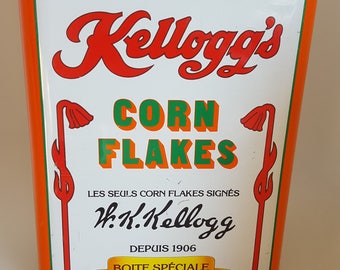 Kellogg's
CORN
FLAKES
LES SEULS CORN FLAKES SIGNÉS
W.K.Kellogg
DEPUIS 1906
BOITE SPÉCIALE